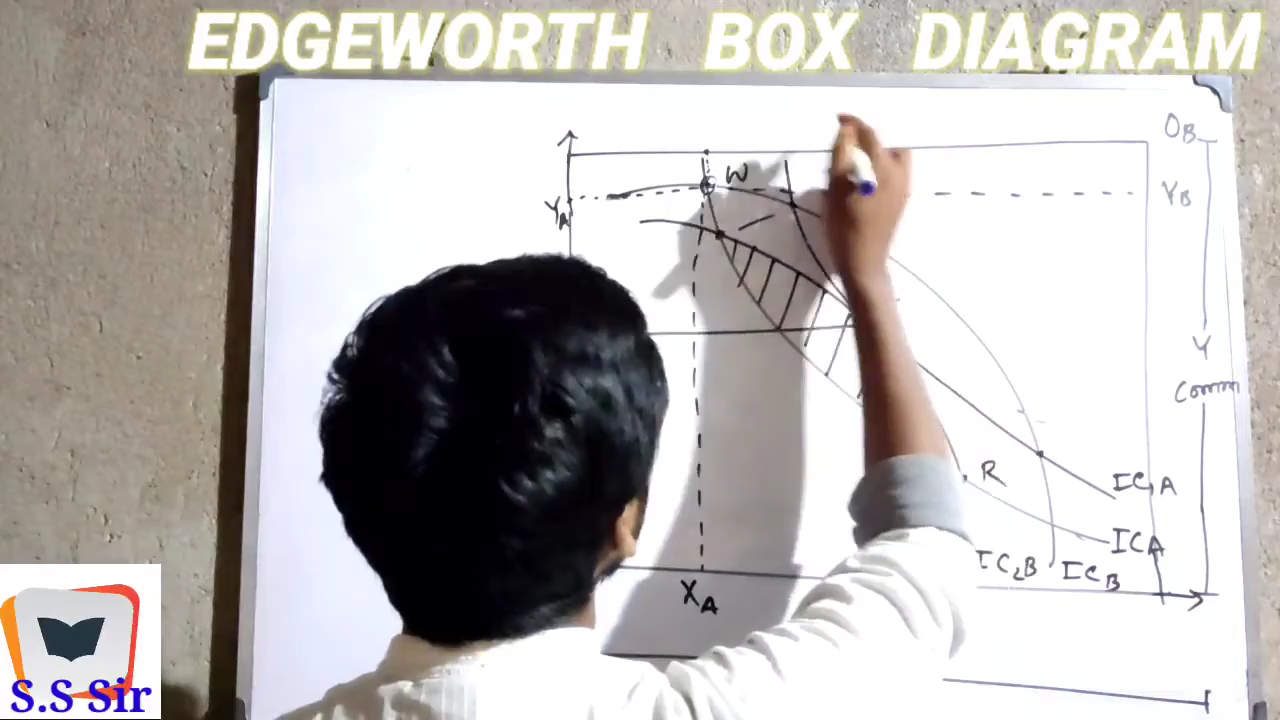 EDGEWORTH BOX DIAGRAM
OB
W
YB
YA
Y
Comm
R
IC1A
ICA
IC2B ICB
XA
S.S Sir